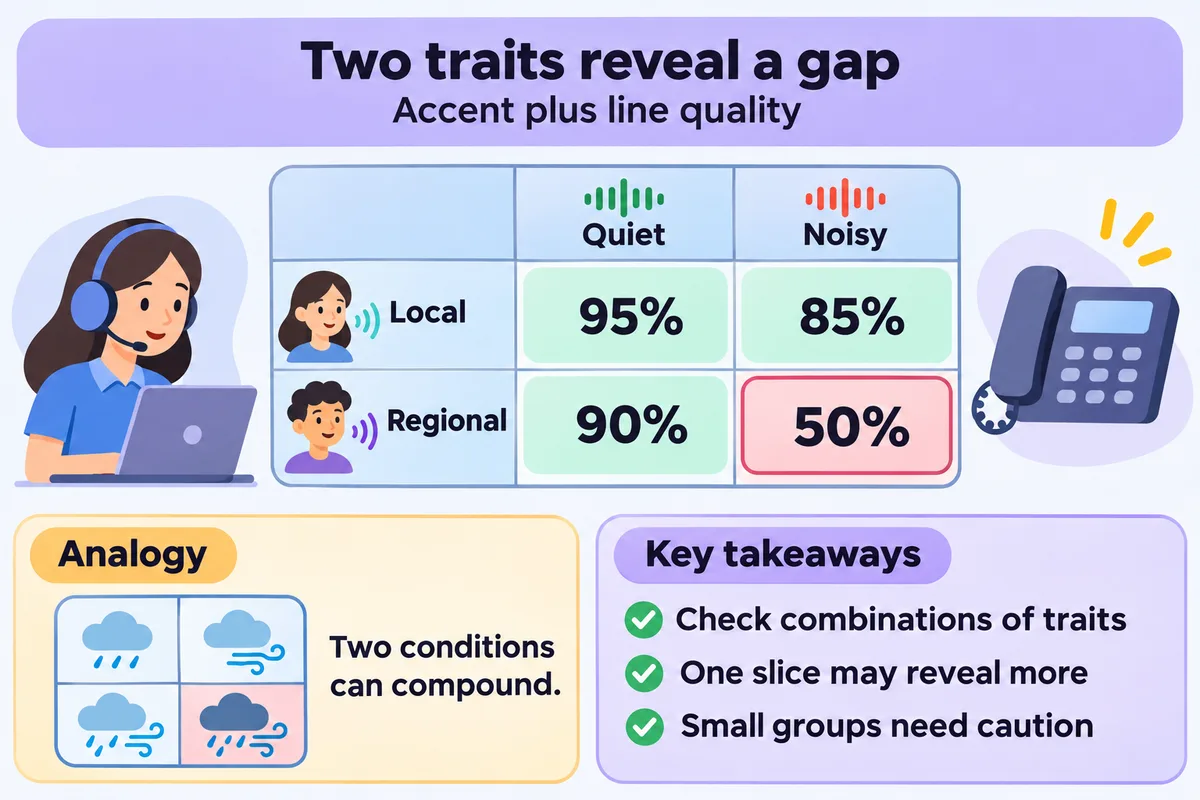 Two traits reveal a gap
Accent plus line quality
Quiet
Noisy
Local
95%
85%
Regional
90%
50%
Analogy
Two conditions
can compound.
Key takeaways
Check combinations of traits
One slice may reveal more
Small groups need caution